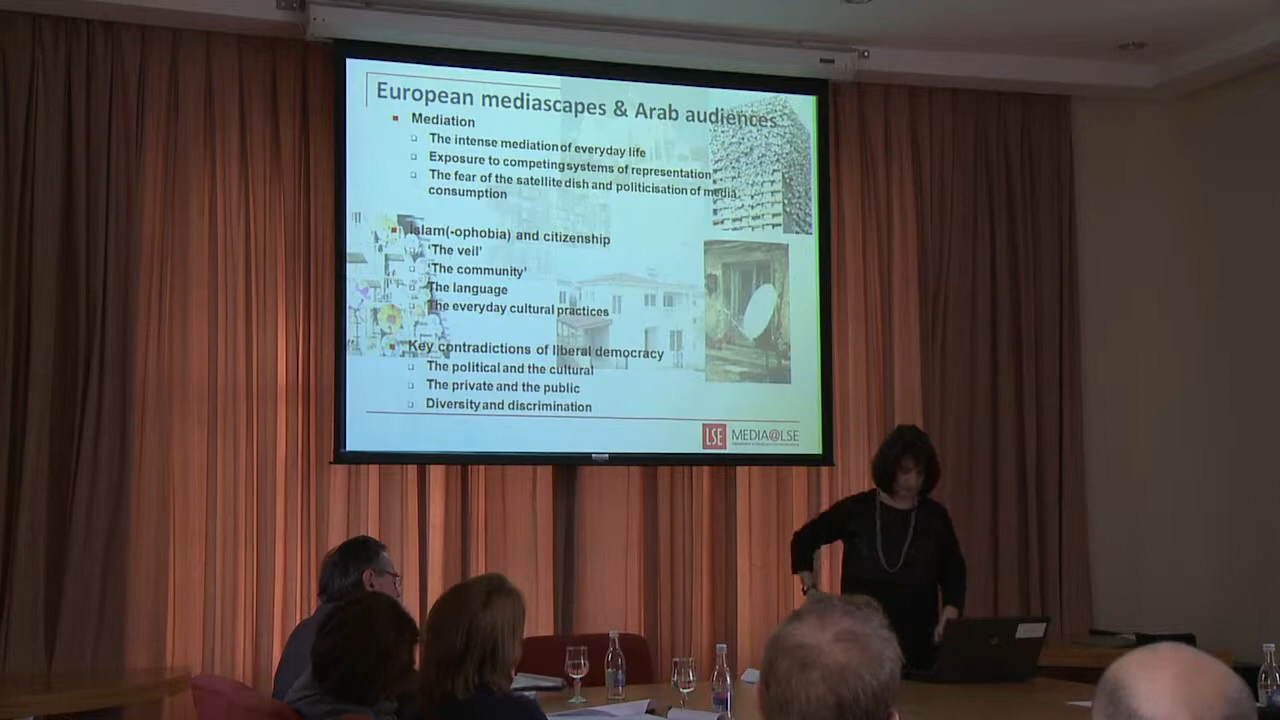 European mediascapes & Arab audiences
Mediation
The intense mediation of everyday life
Exposure to competing systems of representation
The fear of the satellite dish and politicisation of media
consumption
Islam(-ophobia) and citizenship
'The veil'
'The community'
The language
The everyday cultural practices
Key contradictions of liberal democracy
The political and the cultural
The private and the public
Diversity and discrimination
LSE MEDIA@LSE